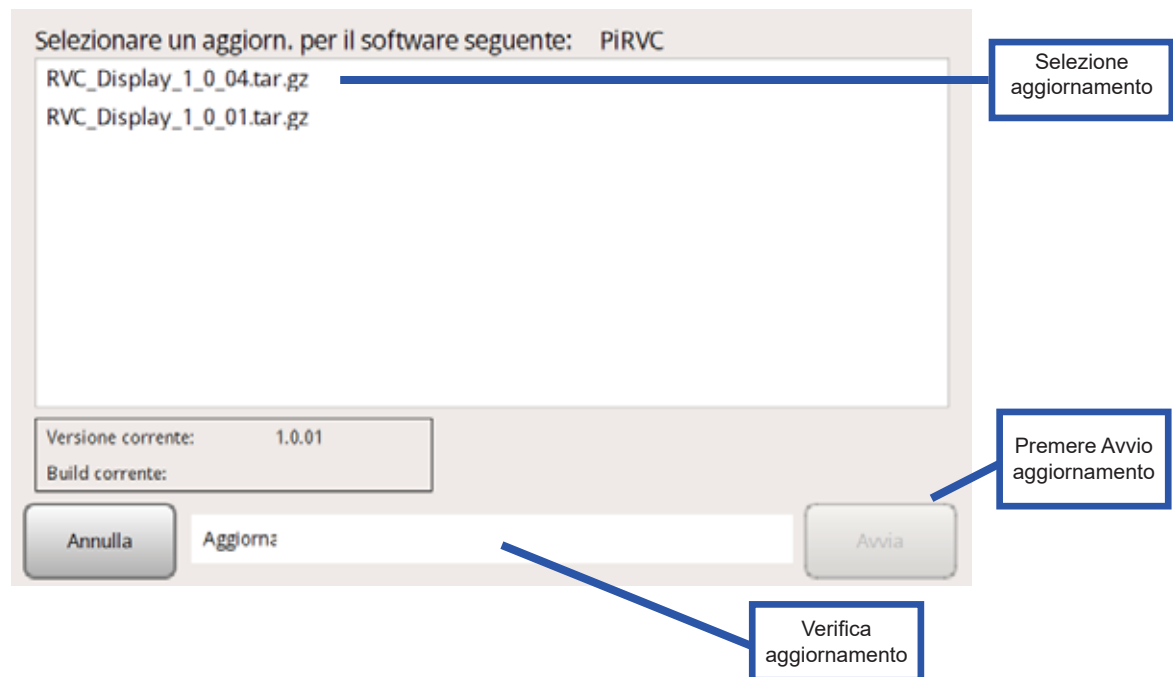 Selezionare un aggiorn. per il software seguente: PiRVC
RVC_Display_1_0_04.tar.gz
RVC_Display_1_0_01.tar.gz
Selezione
aggiornamento
Versione corrente: 1.0.01
Build corrente:
Premere Avvio
aggiornamento
Annulla
Aggiorna
Avvia
Verifica
aggiornamento